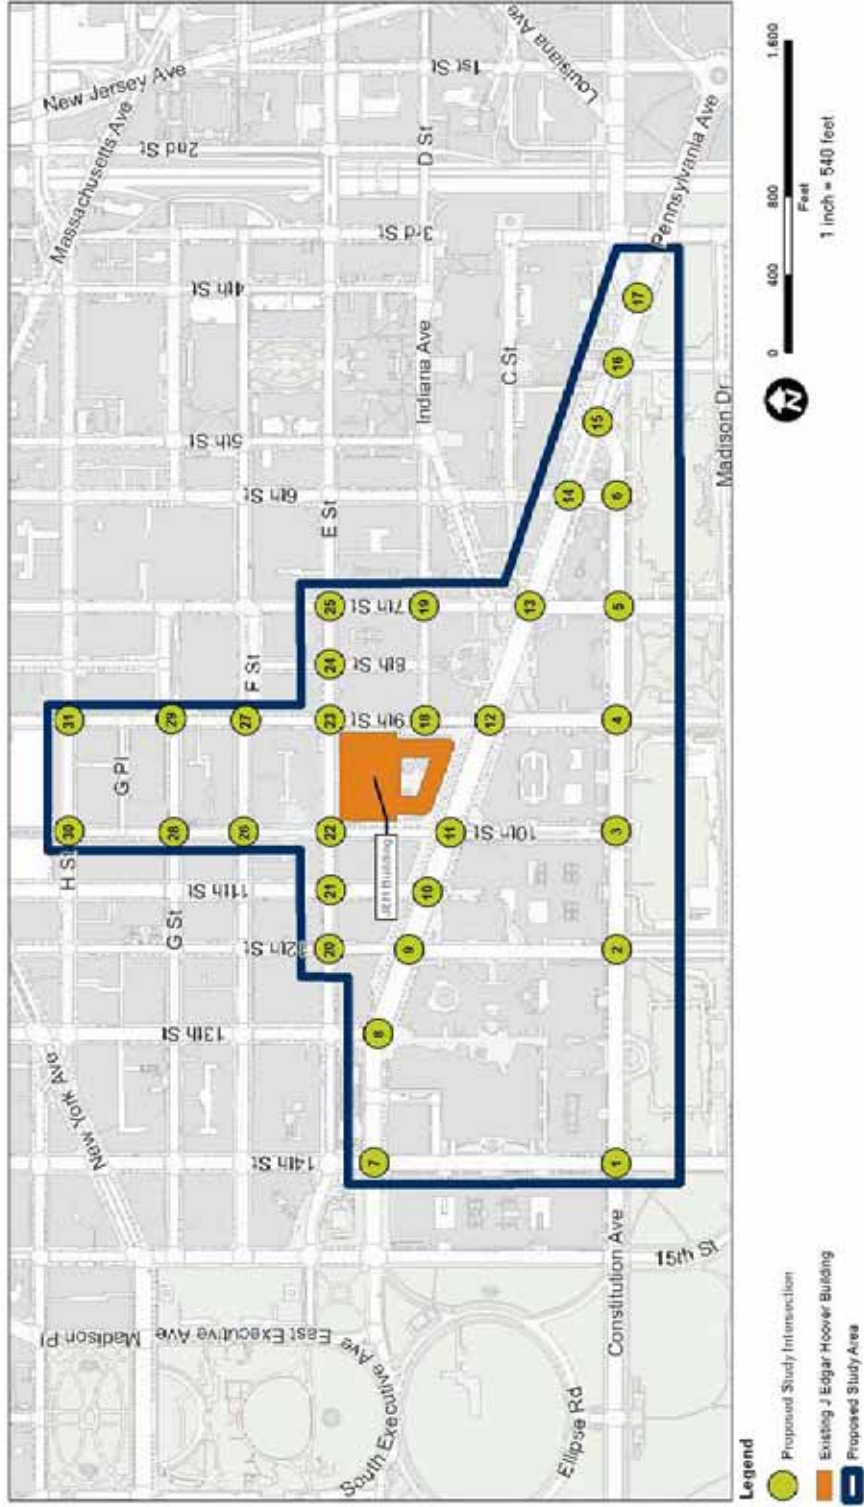 New Jersey Ave
Massachusetts Ave
2nd St
1st St
Louisiana Ave
D St
3rd St
Pennsylvania Ave
4th St
Indiana Ave
C St
5th St
6th St
E St
7th St
8th St
9th St
F St
G Pl
H St
10th St
11th St
G St
12th St
13th St
New York Ave
14th St
15th St
Constitution Ave
Madison Dr
Madison Pl
East Executive Ave
South Executive Ave
Ellipse Rd
JEH Building
1
2
3
4
5
6
7
8
9
10
11
12
13
14
15
16
17
18
19
20
21
22
23
24
25
26
27
28
29
30
31
N
0 400 800 1,600
Feet
1 inch = 540 feet
Legend
Proposed Study Intersection
Existing J Edgar Hoover Building
Proposed Study Area